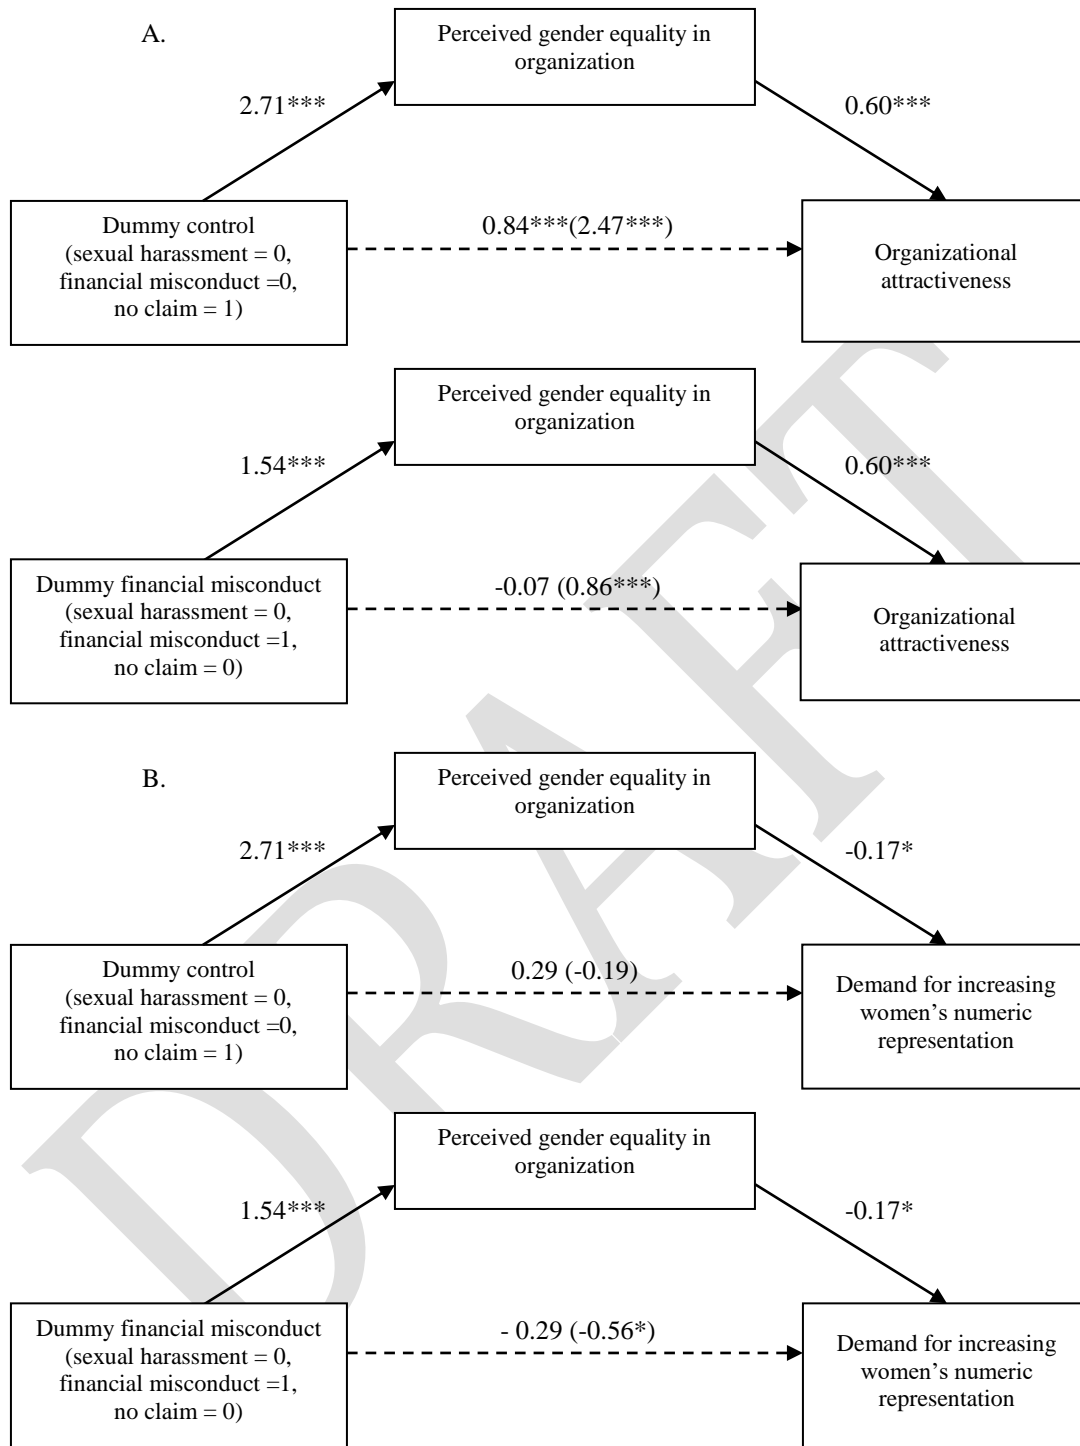 A.
Perceived gender equality in
organization
2.71***
0.60***
Dummy control
(sexual harassment = 0,
financial misconduct =0,
no claim = 1)
0.84***(2.47***)
Organizational
attractiveness
Perceived gender equality in
organization
1.54***
0.60***
Dummy financial misconduct
(sexual harassment = 0,
financial misconduct =1,
no claim = 0)
-0.07 (0.86***)
Organizational
attractiveness
B.
Perceived gender equality in
organization
2.71***
-0.17*
Dummy control
(sexual harassment = 0,
financial misconduct =0,
no claim = 1)
0.29 (-0.19)
Demand for increasing
women’s numeric
representation
Perceived gender equality in
organization
1.54***
-0.17*
Dummy financial misconduct
(sexual harassment = 0,
financial misconduct =1,
no claim = 0)
- 0.29 (-0.56*)
Demand for increasing
women’s numeric
representation
DRAFT